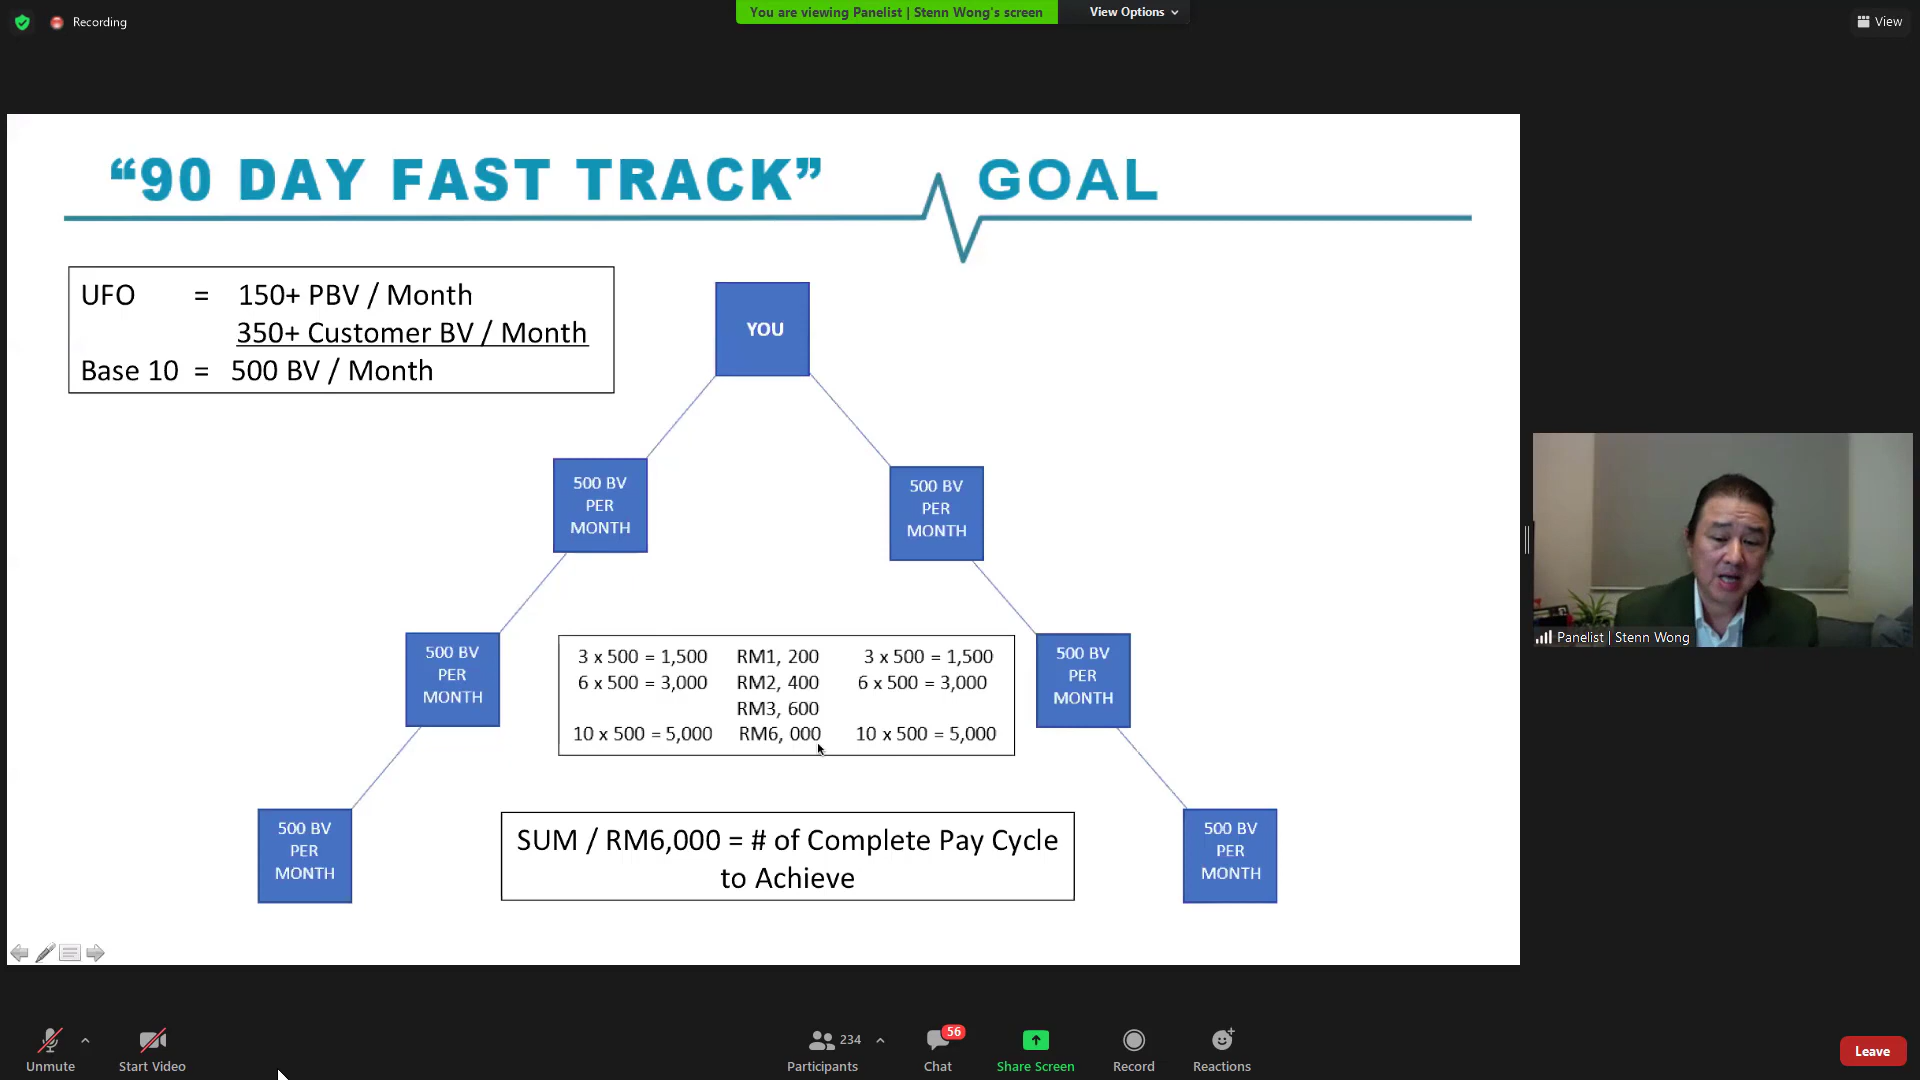 Recording
You are viewing Panelist | Stenn Wong's screen
View Options
View
“90 DAY FAST TRACK” GOAL
UFO = 150+ PBV / Month
350+ Customer BV / Month
Base 10 = 500 BV / Month
YOU
500 BV
PER
MONTH
500 BV
PER
MONTH
500 BV
PER
MONTH
3 x 500 = 1,500 RM1, 200 3 x 500 = 1,500
6 x 500 = 3,000 RM2, 400 6 x 500 = 3,000
RM3, 600
10 x 500 = 5,000 RM6, 000 10 x 500 = 5,000
500 BV
PER
MONTH
500 BV
PER
MONTH
SUM / RM6,000 = # of Complete Pay Cycle
to Achieve
500 BV
PER
MONTH
Panelist | Stenn Wong
Unmute
Start Video
234
Participants
56
Chat
Share Screen
Record
Reactions
Leave